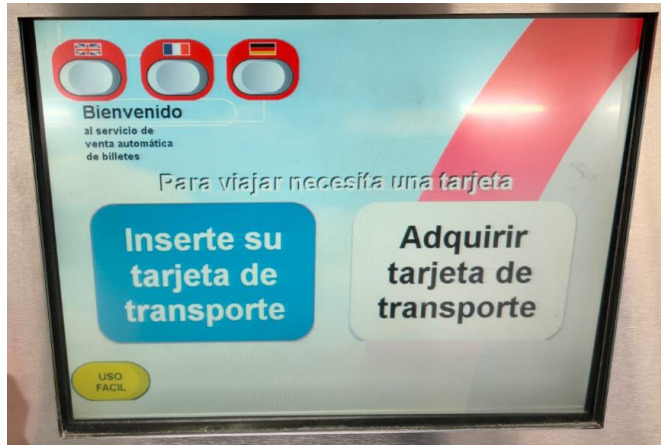 Bienvenido
al servicio de
venta automática
de billetes
Para viajar necesita una tarjeta
Inserte su
tarjeta de
transporte
Adquirir
tarjeta de
transporte
USO
FACIL